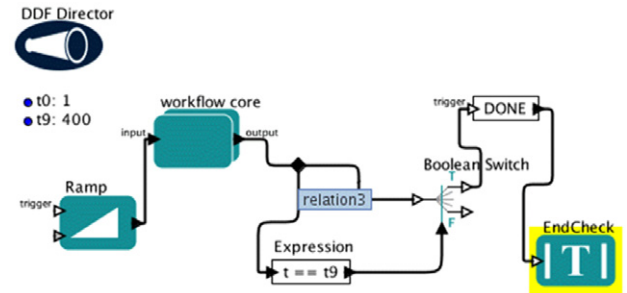 DDF Director
t0: 1
t9: 400
workflow core
input
output
trigger
DONE
Boolean Switch
T
F
relation3
Ramp
trigger
Expression
t == t9
EndCheck
T